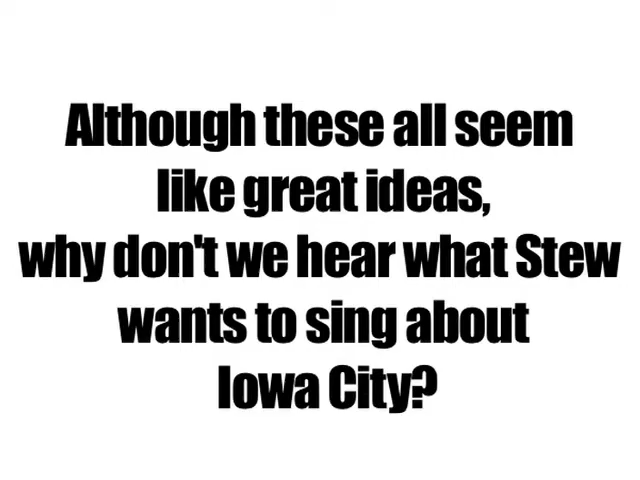 Although these all seem
like great ideas,
why don't we hear what Stew
wants to sing about
Iowa City?